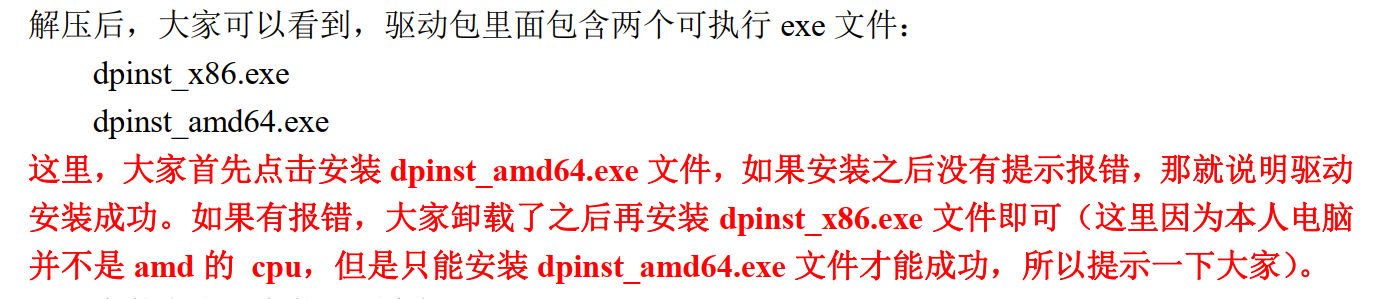 解压后，大家可以看到，驱动包里面包含两个可执行 exe 文件：
dpinst_x86.exe
dpinst_amd64.exe
这里，大家首先点击安装 dpinst_amd64.exe 文件，如果安装之后没有提示报错，那就说明驱动
安装成功。如果有报错，大家卸载了之后再安装 dpinst_x86.exe 文件即可（这里因为本人电脑
并不是 amd 的 cpu，但是只能安装 dpinst_amd64.exe 文件才能成功，所以提示一下大家）。